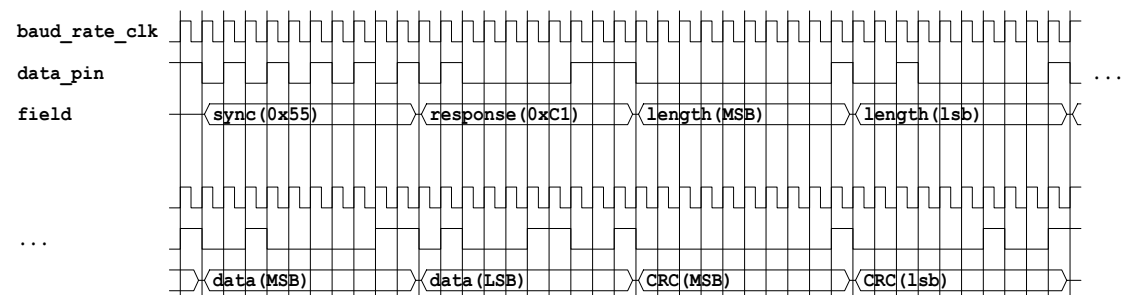 baud_rate_clk
data_pin ...
field sync(0x55) response(0xC1) length(MSB) length(lsb)
...
data(MSB) data(LSB) CRC(MSB) CRC(lsb)